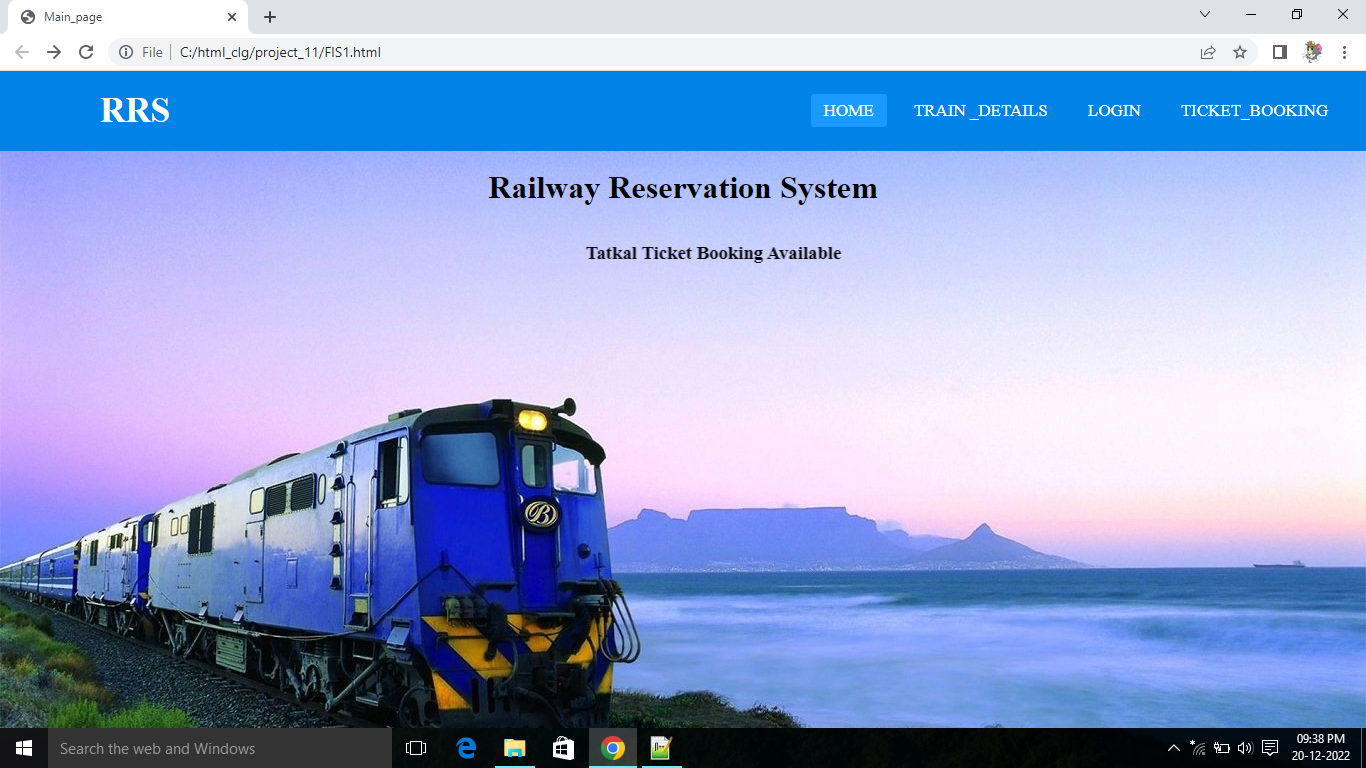 Main_page
File
C:/html_clg/project_11/FIS1.html
RRS
HOME
TRAIN _DETAILS
LOGIN
TICKET_BOOKING
Railway Reservation System
Tatkal Ticket Booking Available
B
Search the web and Windows
09:38 PM
20-12-2022